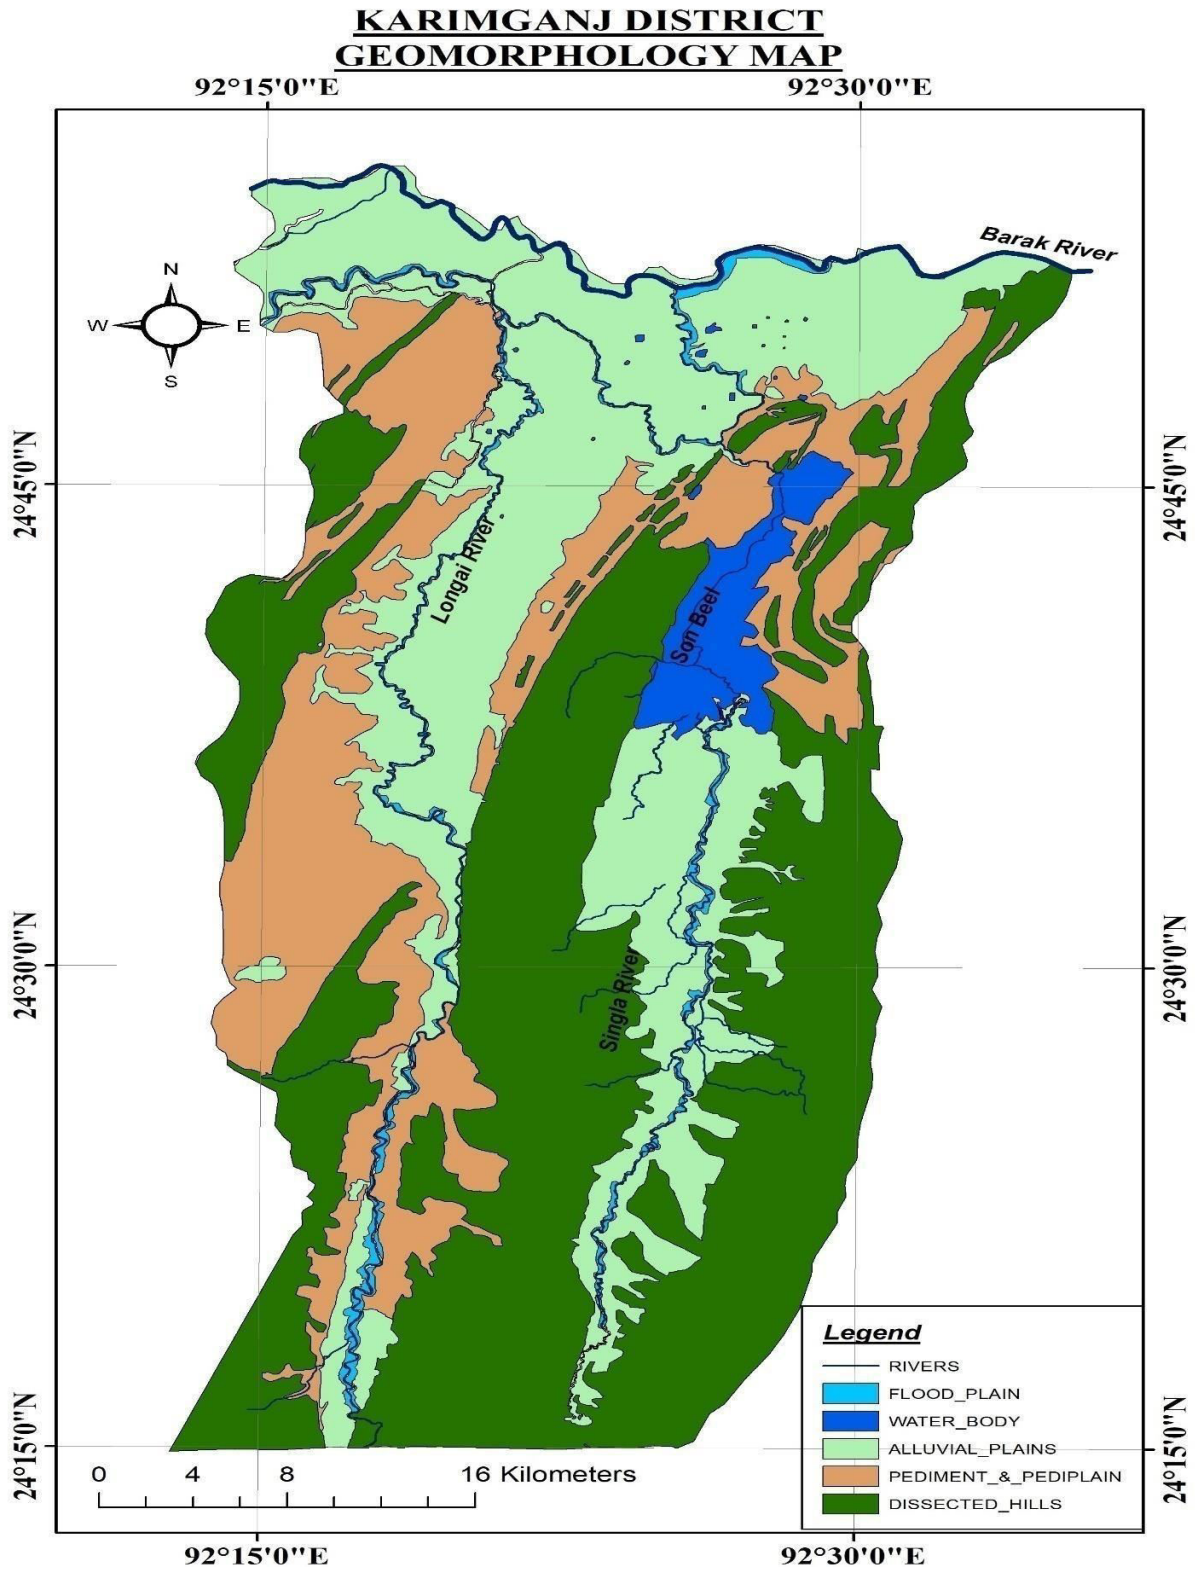 KARIMGANJ DISTRICT
GEOMORPHOLOGY MAP
92°15'0"E
92°30'0"E
Barak River
N
W
E
S
24°45'0"N
24°45'0"N
Longai River
Son Beel
24°30'0"N
24°30'0"N
Singla River
Legend
RIVERS
FLOOD_PLAIN
WATER_BODY
ALLUVIAL_PLAINS
PEDIMENT_&_PEDIPLAIN
DISSECTED_HILLS
24°15'0"N
24°15'0"N
0 4 8 16 Kilometers
92°15'0"E
92°30'0"E